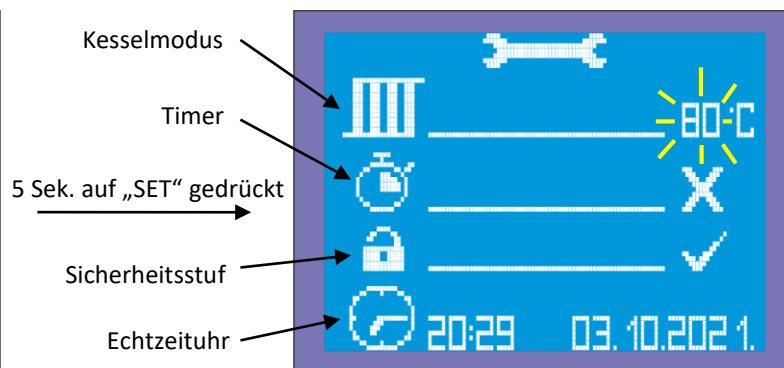 Kesselmodus
80°C
Timer
5 Sek. auf „SET“ gedrückt
Sicherheitsstuf
Echtzeituhr
20:29 03.10.2021.